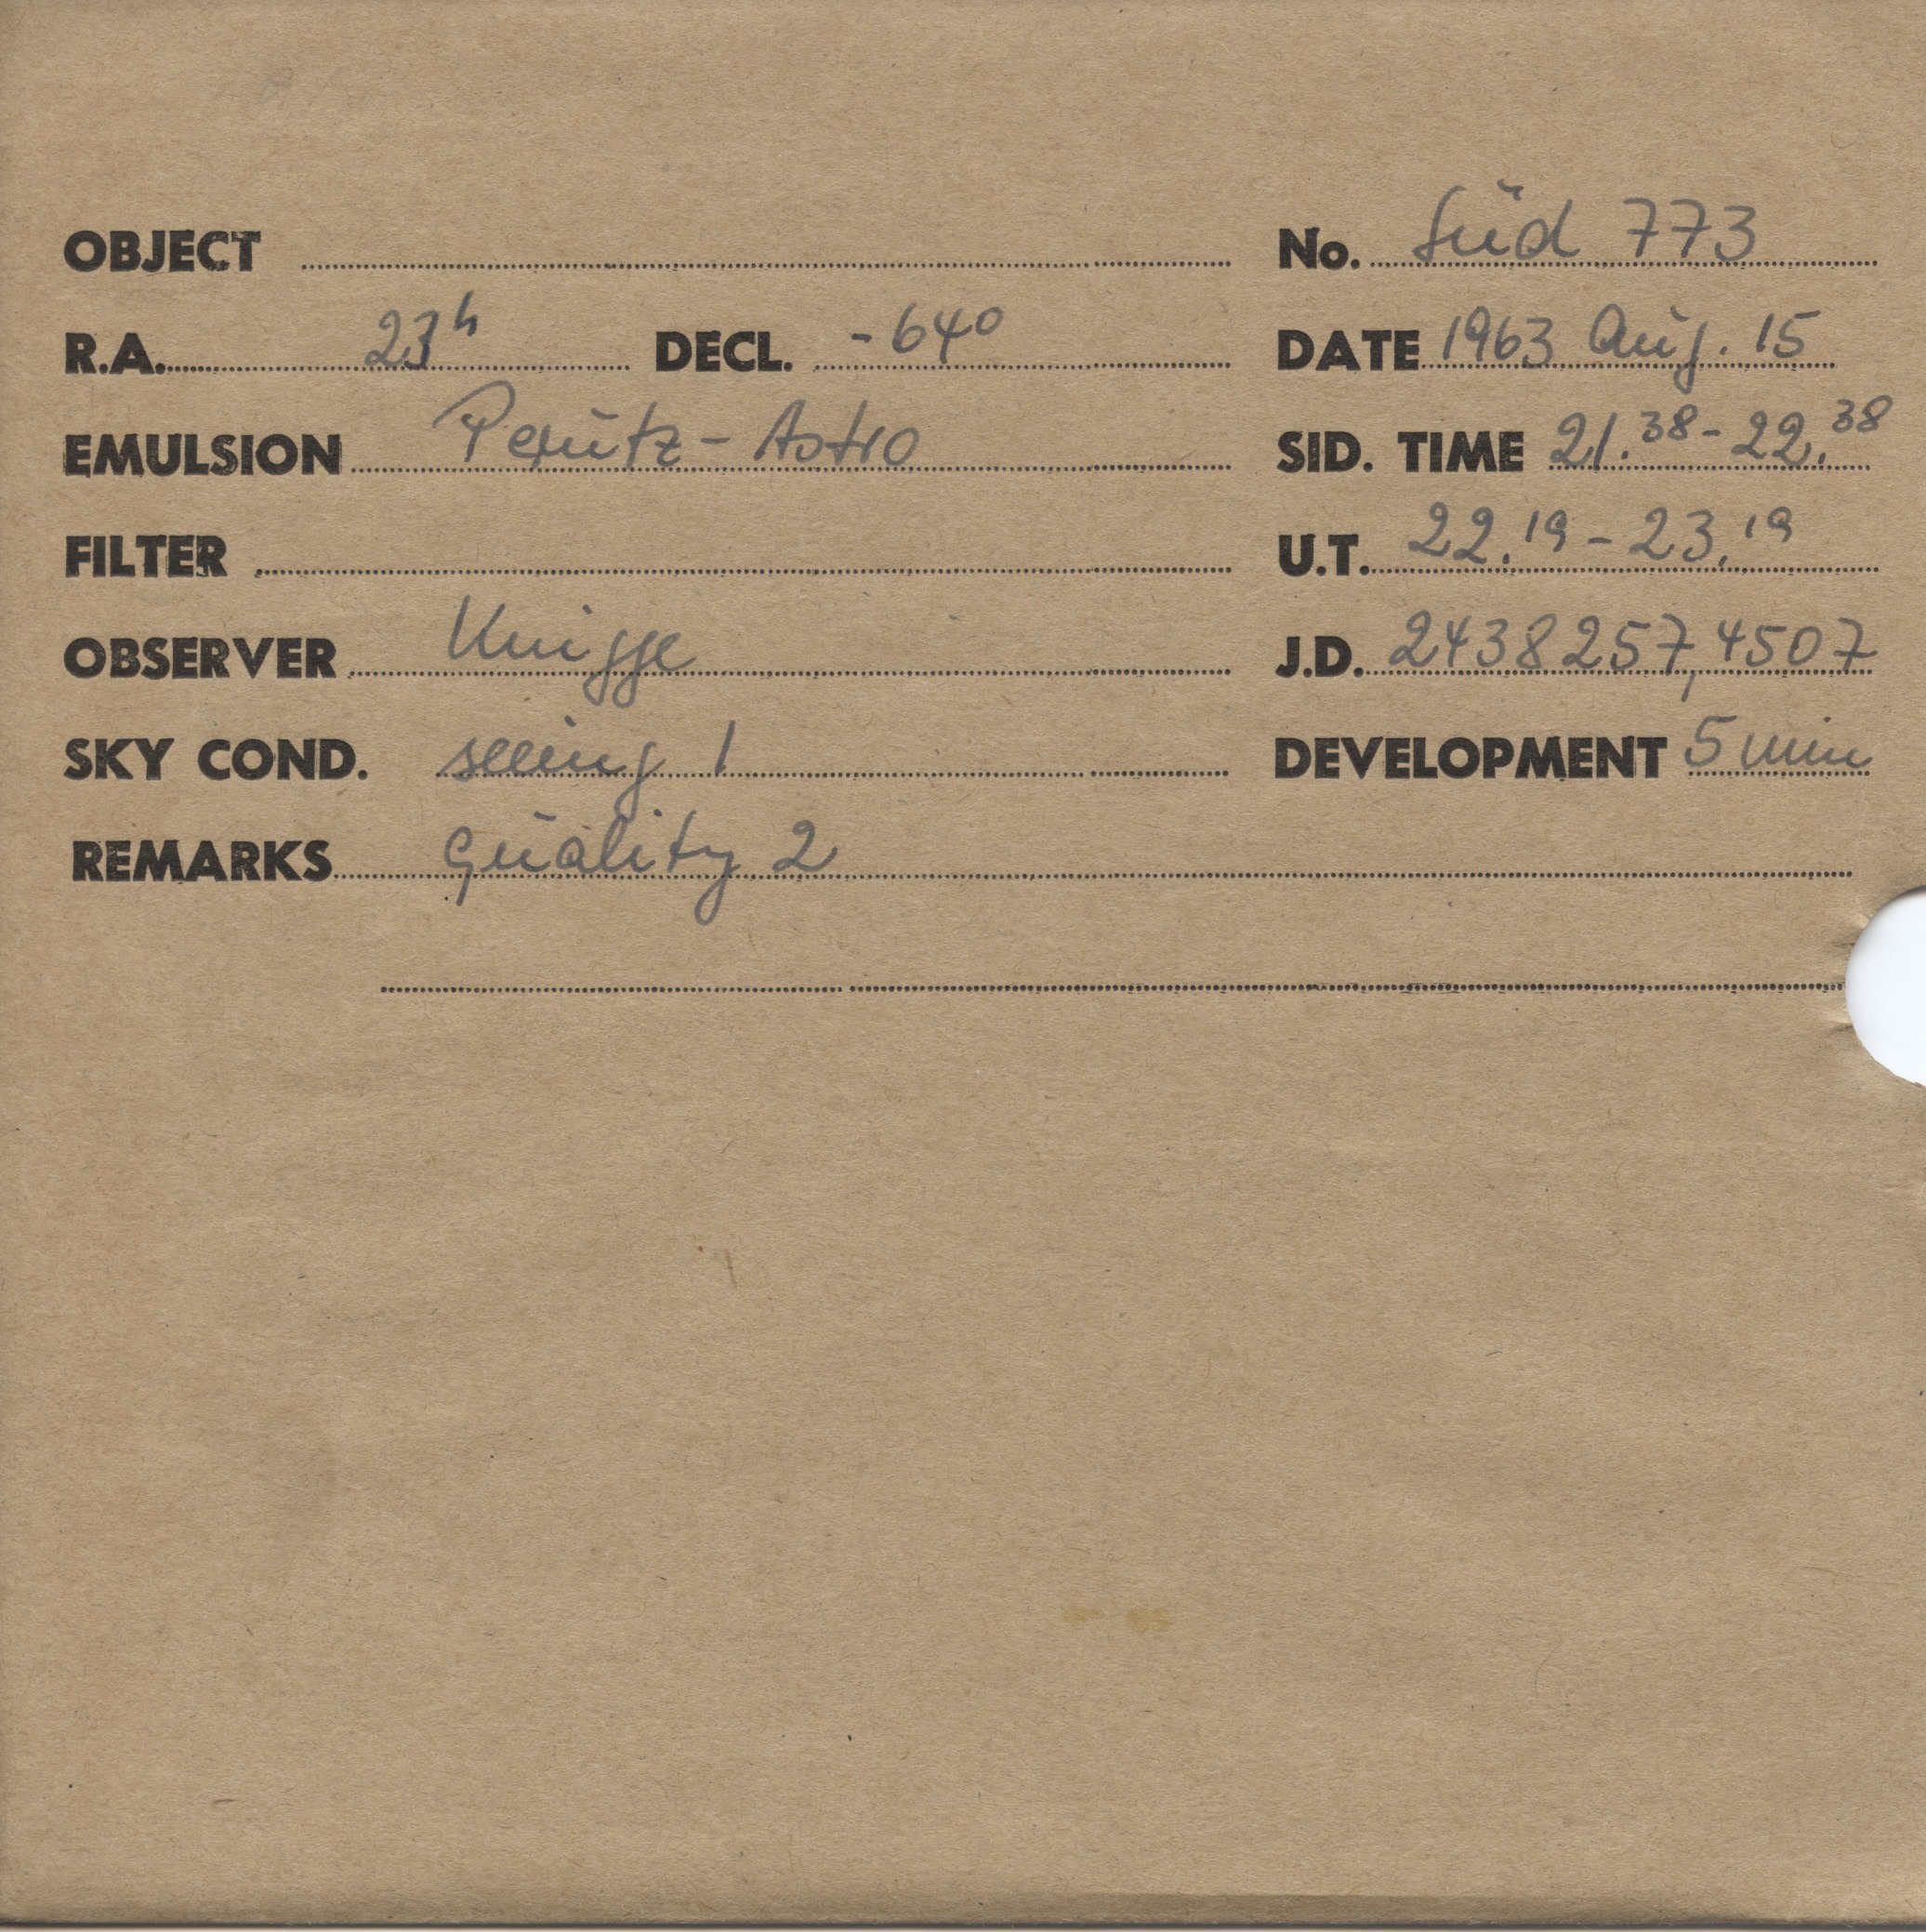 OBJECT No. Süd 773
R.A. 23h DECL. -64° DATE 1963 Aug. 15
EMULSION Perutz - Astro SID. TIME 21.38 - 22.38
FILTER U.T. 22.19 - 23.19
OBSERVER Knigge J.D. 2438257,4507
SKY COND. seeing 1 DEVELOPMENT 5 min
REMARKS quality 2